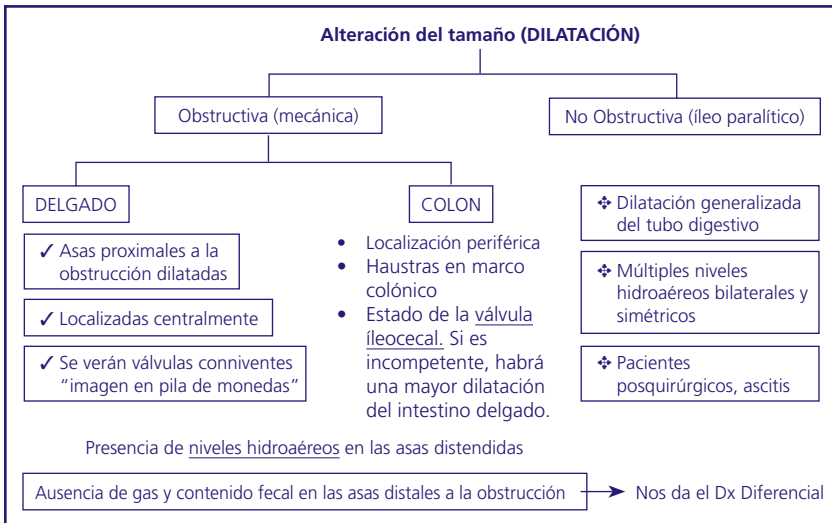 Alteración del tamaño (DILATACIÓN)
Obstructiva (mecánica)
No Obstructiva (íleo paralítico)
DELGADO
✓ Asas proximales a la
obstrucción dilatadas
✓ Localizadas centralmente
✓ Se verán válvulas conniventes
“imagen en pila de monedas”
COLON
• Localización periférica
• Haustras en marco
colónico
• Estado de la válvula
íleocecal. Si es
incompetente, habrá
una mayor dilatación
del intestino delgado.
✥ Dilatación generalizada
del tubo digestivo
✥ Múltiples niveles
hidroaéreos bilaterales y
simétricos
✥ Pacientes
posquirúrgicos, ascitis
Presencia de niveles hidroaéreos en las asas distendidas
Ausencia de gas y contenido fecal en las asas distales a la obstrucción → Nos da el Dx Diferencial